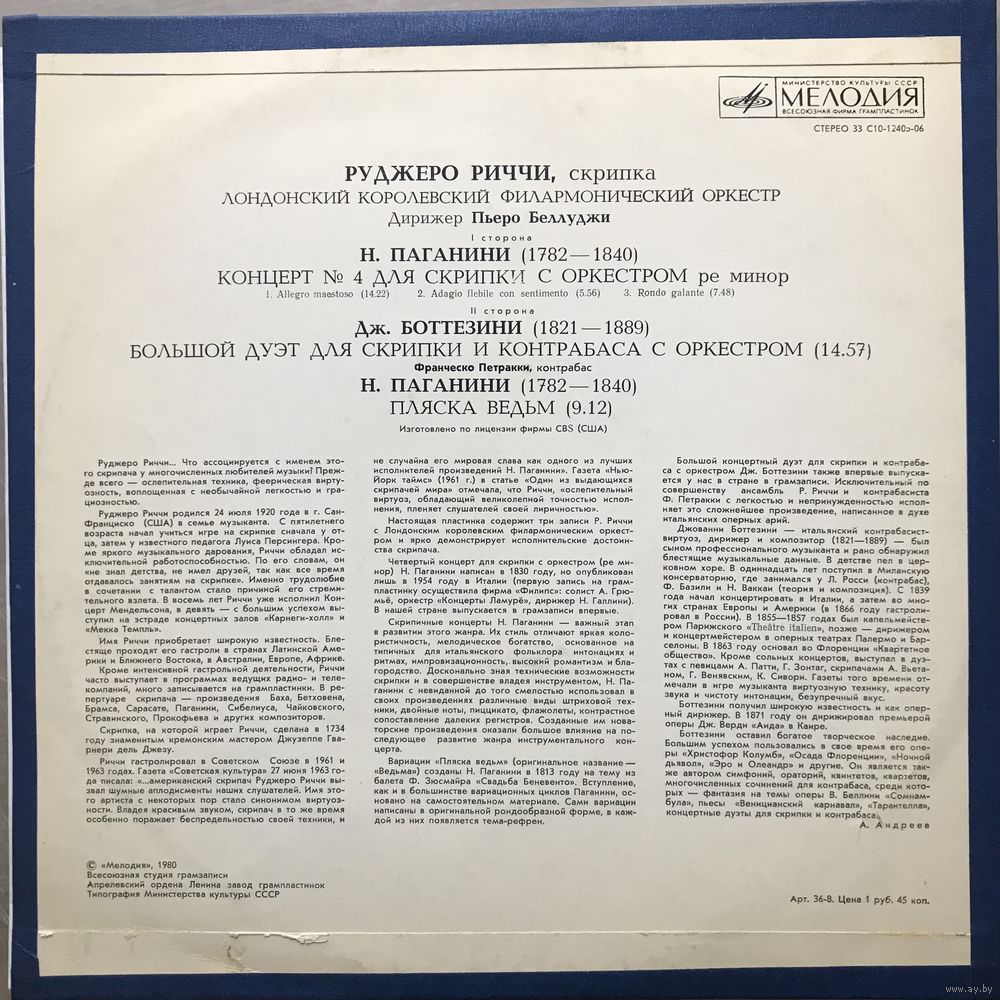 МИНИСТЕРСТВО КУЛЬТУРЫ СССР
МЕЛОДИЯ
ВСЕСОЮЗНАЯ ФИРМА ГРАМПЛАСТИНОК
СТЕРЕО 33 С10-12405-06
РУДЖЕРО РИЧЧИ, скрипка
ЛОНДОНСКИЙ КОРОЛЕВСКИЙ ФИЛАРМОНИЧЕСКИЙ ОРКЕСТР
Дирижер Пьеро Беллуджи
I сторона
Н. ПАГАНИНИ (1782—1840)
КОНЦЕРТ № 4 ДЛЯ СКРИПКИ С ОРКЕСТРОМ ре минор
1. Allegro maestoso (14.22) 2. Adagio flebile con sentimento (5.56) 3. Rondo galante (7.48)
II сторона
Дж. БОТТЕЗИНИ (1821—1889)
БОЛЬШОЙ ДУЭТ ДЛЯ СКРИПКИ И КОНТРАБАСА С ОРКЕСТРОМ (14.57)
Франческо Петракки, контрабас
Н. ПАГАНИНИ (1782—1840)
ПЛЯСКА ВЕДЬМ (9.12)
Изготовлено по лицензии фирмы CBS (США)
Руджеро Риччи... Что ассоциируется с именем это-
го скрипача у многочисленных любителей музыки? Преж-
де всего — ослепительная техника, феерическая вирту-
озность, воплощенная с необычайной легкостью и гра-
циозностью.
Руджеро Риччи родился 24 июля 1920 года в г. Сан-
Франциско (США) в семье музыканта. С пятилетнего
возраста начал учиться игре на скрипке сначала у от-
ца, затем у известного педагога Луиса Персингера. Кро-
ме яркого музыкального дарования, Риччи обладал ис-
ключительной работоспособностью. По его словам, он
«не знал детства, не имел друзей, так как все время
отдавалось занятиям на скрипке». Именно трудолюбие
в сочетании с талантом стало причиной его стреми-
тельного взлета. В восемь лет Риччи уже исполнил Кон-
церт Мендельсона, в девять — с большим успехом вы-
ступил на эстраде концертных залов «Карнеги-холл» и
«Мекка Темпль».
Имя Риччи приобретает широкую известность. Бле-
стяще проходят его гастроли в странах Латинской Аме-
рики и Ближнего Востока, в Австралии, Европе, Африке.
Кроме интенсивной гастрольной деятельности, Риччи
часто выступает в программах ведущих радио- и теле-
компаний, много записывается на грампластинки. В ре-
пертуаре скрипача — произведения Баха, Бетховена,
Брамса, Сарасате, Паганини, Сибелиуса, Чайковского,
Стравинского, Прокофьева и других композиторов.
Скрипка, на которой играет Риччи, сделана в 1734
году знаменитым кремонским мастером Джузеппе Гва-
рнери дель Джезу.
Риччи гастролировал в Советском Союзе в 1961 и
1963 годах. Газета «Советская культура» 27 июня 1963 го-
да писала: «...американский скрипач Руджеро Риччи вы-
звал шумные аплодисменты наших слушателей. Имя это-
го артиста с некоторых пор стало синонимом виртуоз-
ности. Владея красивым звуком, скрипач в то же время
особенно поражает беспредельностью своей техники, и
не случайна его мировая слава как одного из лучших
исполнителей произведений Н. Паганини». Газета «Нью-
Йорк таймс» (1961 г.) в статье «Один из выдающихся
скрипачей мира» отмечала, что Риччи, «ослепительный
виртуоз, обладающий великолепной точностью испол-
нения, пленяет слушателей своей лиричностью».
Настоящая пластинка содержит три записи Р. Риччи
с Лондонским королевским филармоническим оркест-
ром и ярко демонстрирует исполнительские достоин-
ства скрипача.
Четвертый концерт для скрипки с оркестром (ре ми-
нор) Н. Паганини написан в 1830 году, но опубликован
лишь в 1954 году в Италии (первую запись на грам-
пластинку осуществила фирма «Филипс»: солист А. Грю-
мьё, оркестр «Концерты Ламурё», дирижер Н. Галлини).
В нашей стране выпускается в грамзаписи впервые.
Скрипичные концерты Н. Паганини — важный этап
в развитии этого жанра. Их стиль отличают яркая коло-
ристичность, мелодическое богатство, основанное на
типичных для итальянского фольклора интонациях и
ритмах, импровизационность, высокий романтизм и бла-
городство. Досконально зная технические возможности
скрипки и в совершенстве владея инструментом, Н. Па-
ганини с невиданной до того смелостью использовал в
своих произведениях различные виды штриховой техни-
ки, двойные ноты, пиццикато, флажолеты, контрастное
сопоставление далеких регистров. Созданные им нова-
торские произведения оказали большое влияние на по-
следующее развитие жанра инструментального кон-
церта.
Вариации «Пляска ведьм» (оригинальное название —
«Ведьмы») созданы Н. Паганини в 1813 году на тему из
балета Ф. Зюсмайра «Свадьба Беневенто». Вступление,
как и в большинстве вариационных циклов Паганини, ос-
новано на самостоятельном материале. Сами вариации
написаны в оригинальной рондообразной форме, в каж-
дой из них появляется тема-рефрен.
Большой концертный дуэт для скрипки и контраба-
са с оркестром Дж. Боттезини также впервые выпуска-
ется у нас в стране в грамзаписи. Исключительный по
совершенству ансамбль Р. Риччи и контрабасиста
Ф. Петракки с легкостью и непринужденностью испол-
няет это сложнейшее произведение, написанное в духе
итальянских оперных арий.
Джованни Боттезини — итальянский контрабасист-
виртуоз, дирижер и композитор (1821—1889) — был
сыном профессионального музыканта и рано обнаружил
блестящие музыкальные данные. В детстве пел в цер-
ковном хоре. В одиннадцать лет поступил в Миланскую
консерваторию, где занимался у Л. Росси (контрабас),
Ф. Базили и Н. Ваккаи (теория и композиция). С 1839
года начал концертировать в Италии, а затем во мно-
гих странах Европы и Америки (в 1866 году гастроли-
ровал в России). В 1855—1857 годах был капельмейсте-
ром Парижского «Theâtre italien», позже — дирижером
и концертмейстером в оперных театрах Палермо и Бар-
селоны. В 1863 году основал во Флоренции «Квартетное
общество». Кроме сольных концертов, выступал в дуэ-
тах с певицами А. Патти, Г. Зонтаг, скрипачами А. Вьета-
ном, Г. Венявским, К. Сивори. Газеты того времени от-
мечали в игре музыканта виртуозную технику, красоту
звука и чистоту интонации, безупречный вкус.
Боттезини получил широкую известность и как опер-
ный дирижер. В 1871 году он дирижировал премьерой
оперы Дж. Верди «Аида» в Каире.
Боттезини оставил богатое творческое наследие.
Большим успехом пользовались в свое время его опе-
ры «Христофор Колумб», «Осада Флоренции», «Ночной
дьявол», «Эро и Олеандр» и другие. Он является так-
же автором симфоний, ораторий, квинтетов, квартетов,
многочисленных сочинений для контрабаса, среди кото-
рых — фантазия на темы оперы В. Беллини «Сомнам-
була», пьесы «Веницианский карнавал», «Тарантелла»,
концертные дуэты для скрипки и контрабаса.
А. Андреев
© «Мелодия», 1980
Всесоюзная студия грамзаписи
Апрелевский ордена Ленина завод грампластинок
Типография Министерства культуры СССР
Арт. 36-8. Цена 1 руб. 45 коп.
www.ay.by